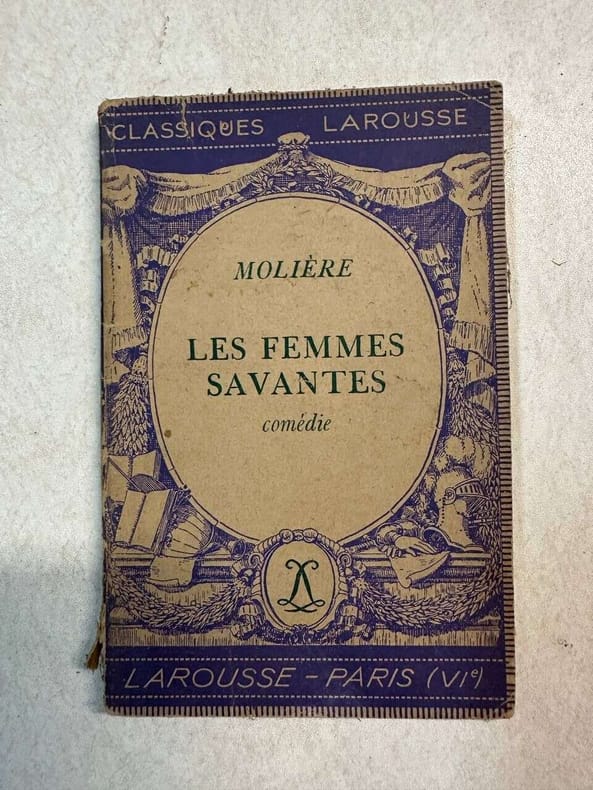 CLASSIQUES LAROUSSE
MOLIÈRE
LES FEMMES
SAVANTES
comédie
LAROUSSE - PARIS (VIe)